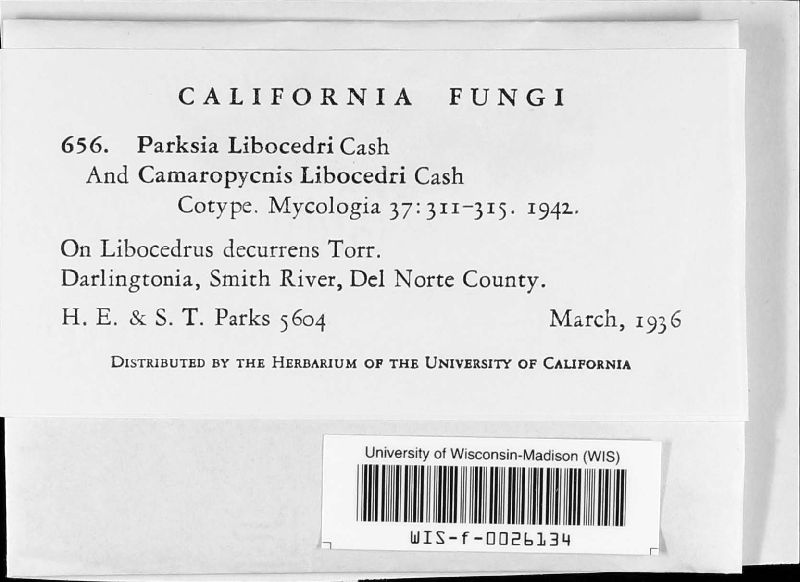 CALIFORNIA FUNGI
656. Parksia Libocedri Cash
And Camaropycnis Libocedri Cash
Cotype. Mycologia 37: 311-315. 1942.
On Libocedrus decurrens Torr.
Darlingtonia, Smith River, Del Norte County.
H. E. & S. T. Parks 5604 March, 1936
DISTRIBUTED BY THE HERBARIUM OF THE UNIVERSITY OF CALIFORNIA
University of Wisconsin-Madison (WIS)
WIS-f-0026134